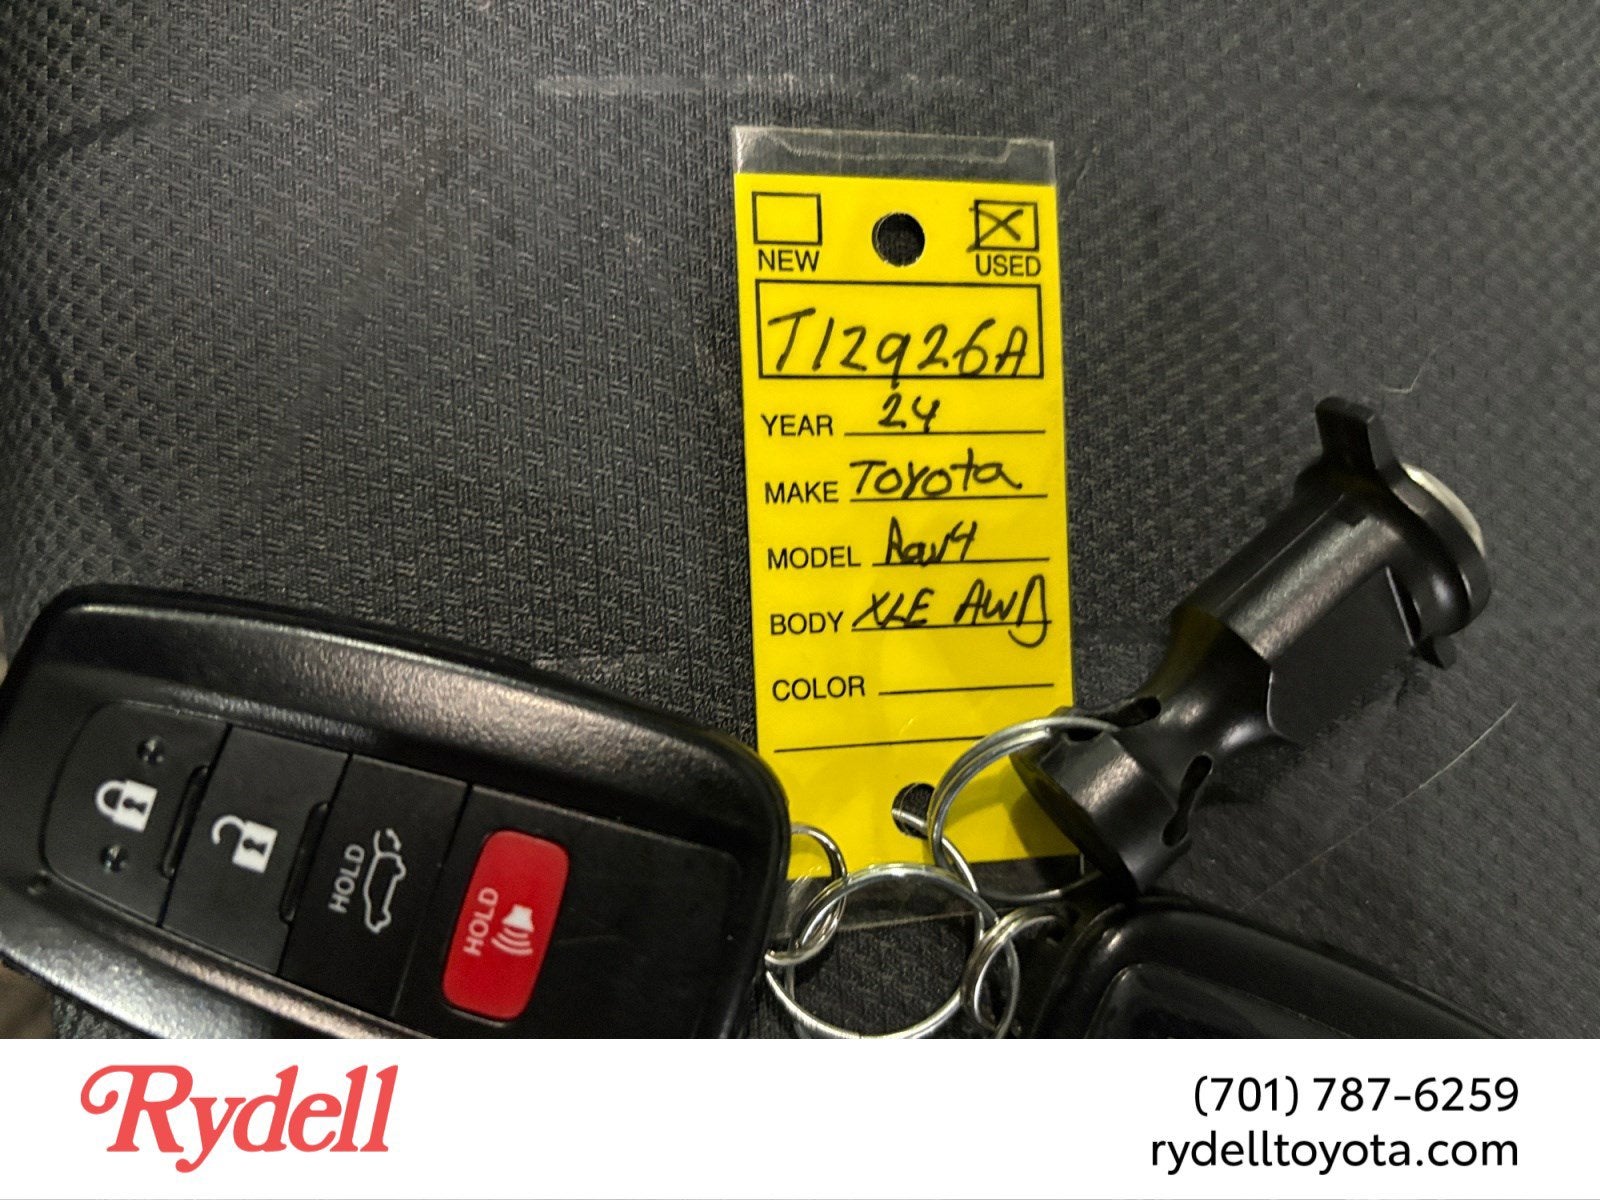 NEW
USED
T12926A
YEAR 24
MAKE Toyota
MODEL Rav4
BODY XLE AWD
COLOR
HOLD
HOLD
Rydell
(701) 787-6259
rydelltoyota.com